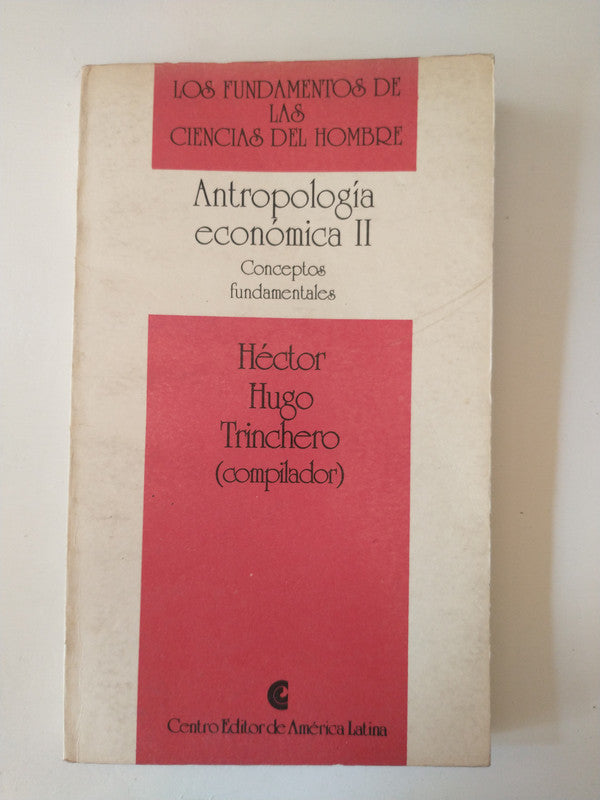 LOS FUNDAMENTOS DE
LAS
CIENCIAS DEL HOMBRE
Antropología
económica II
Conceptos
fundamentales
Héctor
Hugo
Trinchero
(compilador)
Centro Editor de América Latina